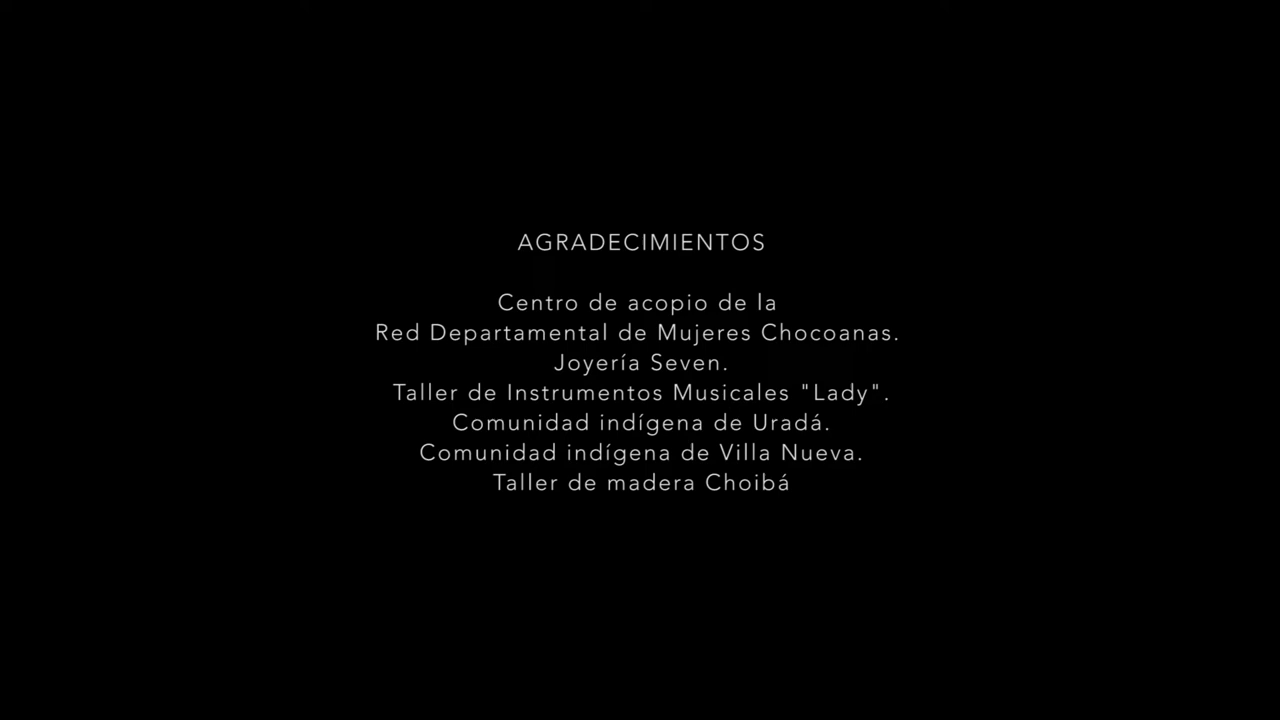 AGRADECIMIENTOS
Centro de acopio de la
Red Departamental de Mujeres Chocoanas.
Joyería Seven.
Taller de Instrumentos Musicales "Lady".
Comunidad indígena de Uradá.
Comunidad indígena de Villa Nueva.
Taller de madera Choibá